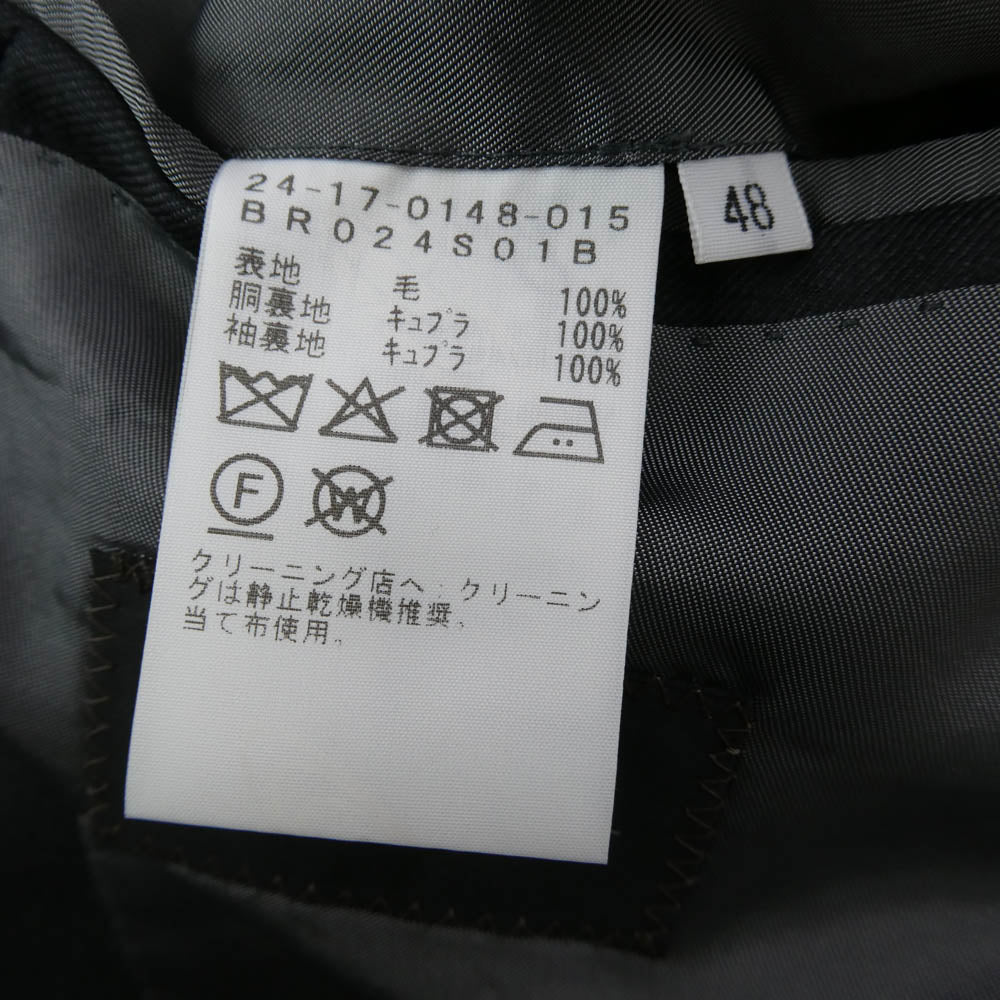 24-17-0148-015
BR024S01B
48
表地 毛 100%
胴裏地 キュプラ 100%
袖裏地 キュプラ 100%
F
W
クリーニング店へ。クリーニン
グは静止乾燥機推奨。
当て布使用。